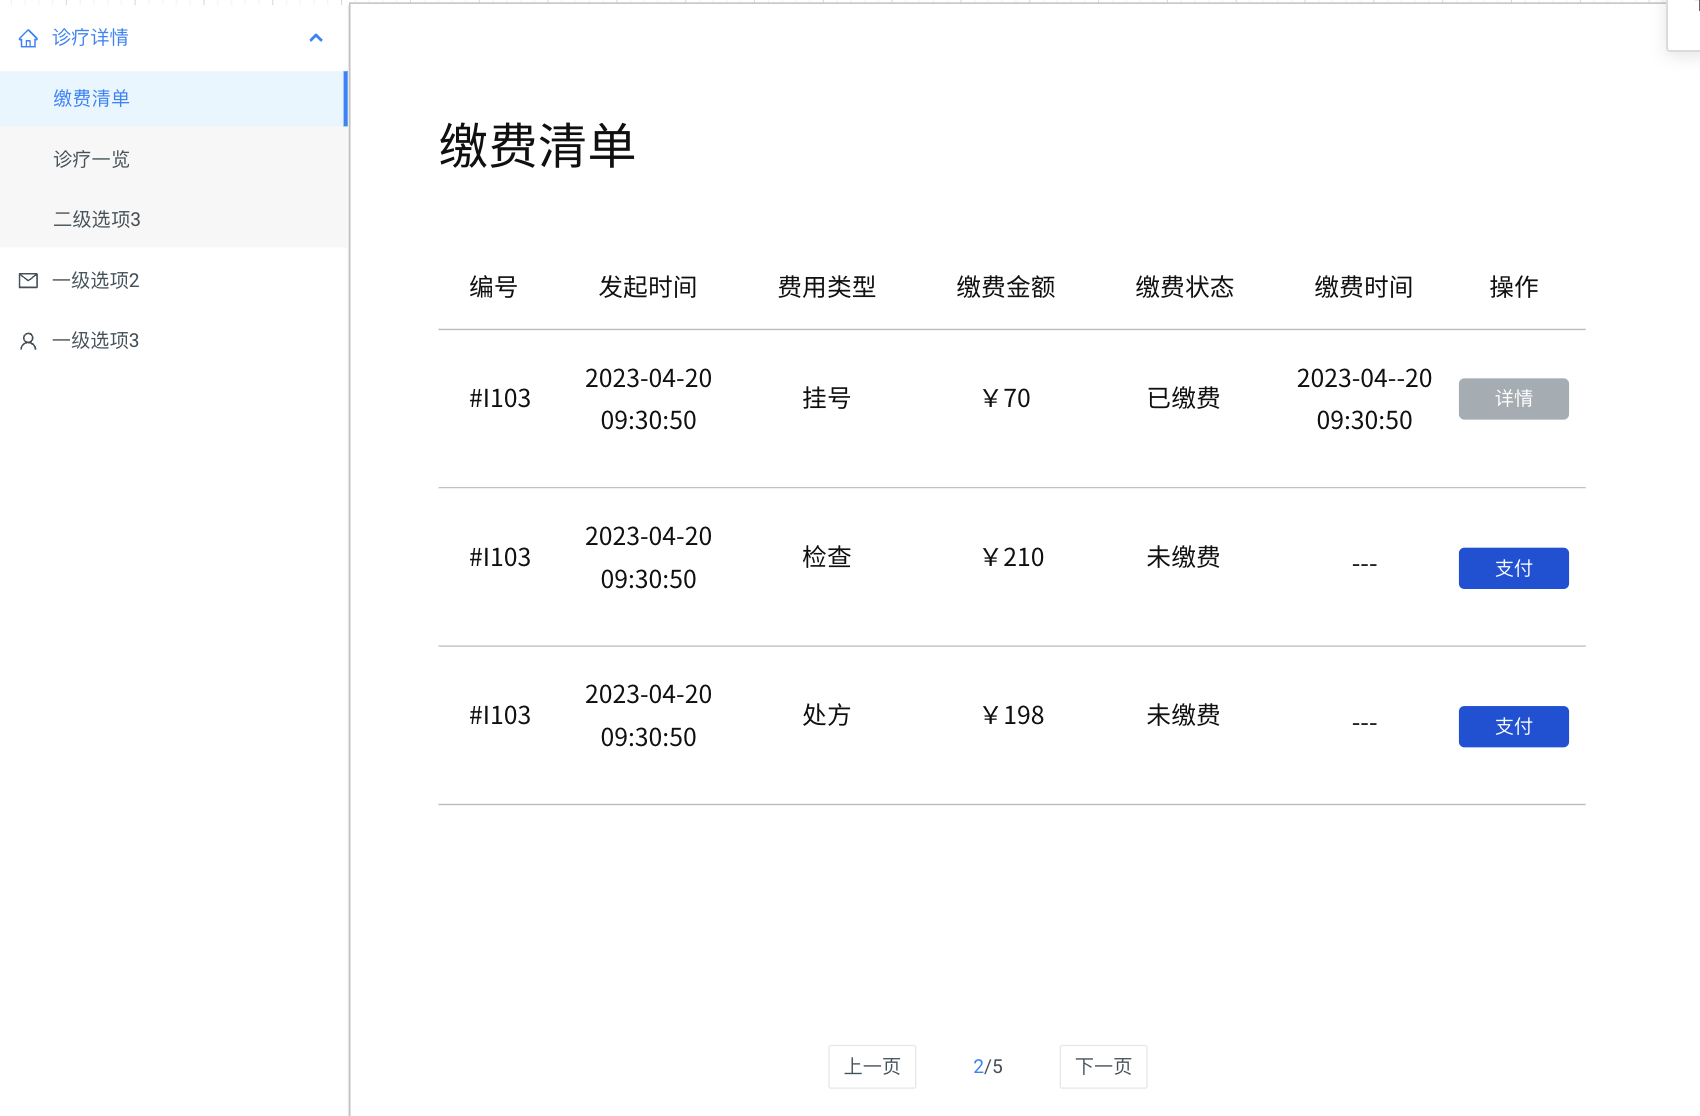 诊疗详情
缴费清单
诊疗一览
二级选项3
一级选项2
一级选项3
缴费清单
编号 发起时间 费用类型 缴费金额 缴费状态 缴费时间 操作
#I103 2023-04-20 09:30:50 挂号 ￥70 已缴费 2023-04--20 09:30:50 详情
#I103 2023-04-20 09:30:50 检查 ￥210 未缴费 --- 支付
#I103 2023-04-20 09:30:50 处方 ￥198 未缴费 --- 支付
上一页 2/5 下一页